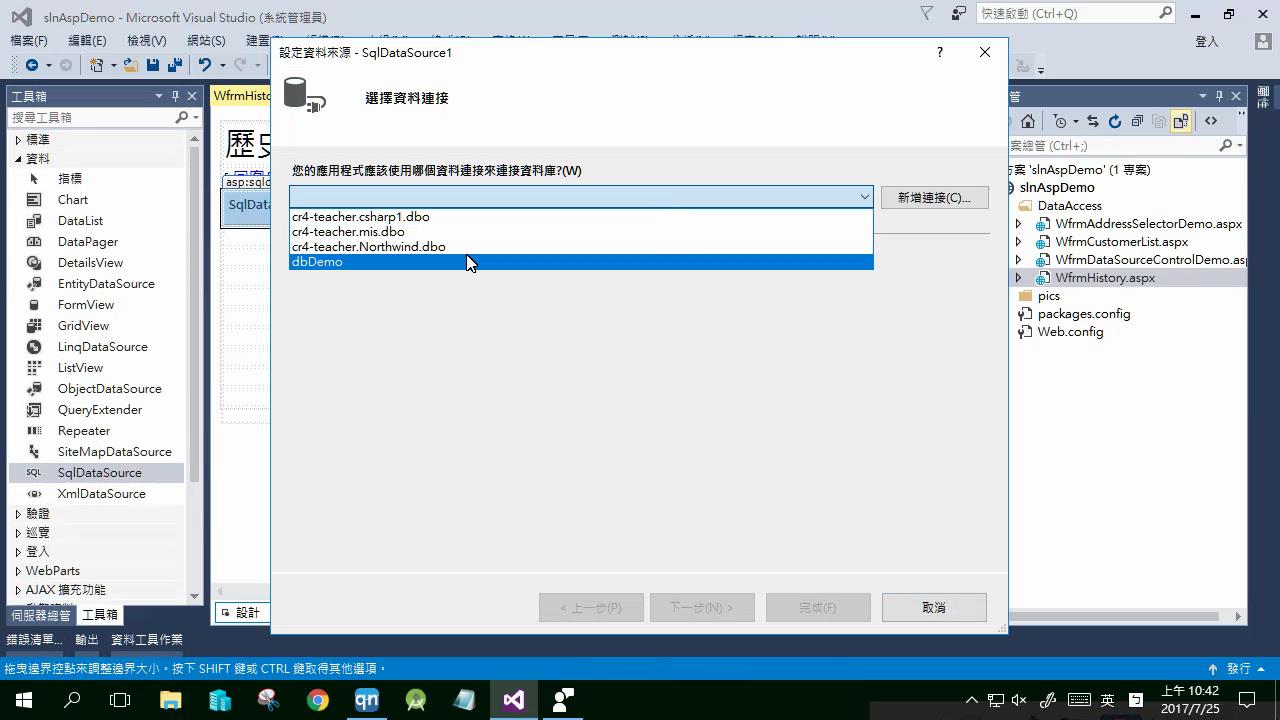 slnAspDemo - Microsoft Visual Studio (系統管理員)
快速啟動 (Ctrl+Q)
檔案(F) 編輯(E) 檢視(V) 網站(S)
登入
設定資料來源 - SqlDataSource1
?
選擇資料連接
您的應用程式應該使用哪個資料連接來連接資料庫?(W)
新增連接(C)...
cr4-teacher.csharp1.dbo
cr4-teacher.mis.dbo
cr4-teacher.Northwind.dbo
dbDemo
< 上一步(P)
下一步(N) >
完成(F)
取消
工具箱
搜尋工具箱
標準
資料
指標
Chart
DataList
DataPager
DetailsView
EntityDataSource
FormView
GridView
LinqDataSource
ListView
ObjectDataSource
QueryExtender
Repeater
SiteMapDataSource
SQL SqlDataSource
XmlDataSource
驗證
巡覽
登入
WebParts
AJAX 擴充功能
伺服器總管 工具箱
WfrmHisto
歷史
asp:sqld
SqlData
設計
案總管 (Ctrl+;)
方案 'slnAspDemo' (1 專案)
slnAspDemo
DataAccess
WfrmAddressSelectorDemo.aspx
WfrmCustomerList.aspx
WfrmDataSourceControlDemo.asp
WfrmHistory.aspx
pics
packages.config
Web.config
錯誤清單... 輸出 資料工具作業
拖曳邊界控點來調整邊界大小。按下 SHIFT 鍵或 CTRL 鍵取得其他選項。
發行
qn
英
上午 10:42
2017/7/25